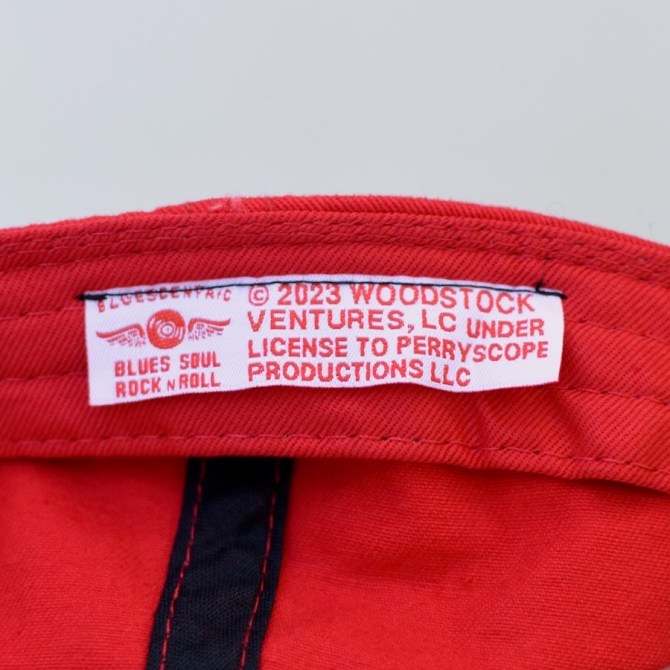 BLUESCENTRIC
BLUES SOUL
ROCK N ROLL
© 2023 WOODSTOCK
VENTURES, LC UNDER
LICENSE TO PERRYSCOPE
PRODUCTIONS LLC